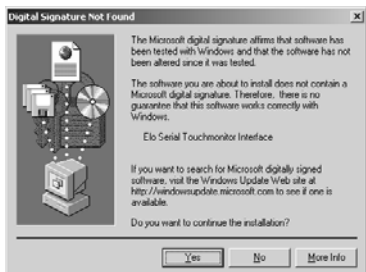 Digital Signature Not Found
The Microsoft digital signature affirms that software has
been tested with Windows and that the software has not
been altered since it was tested.
The software you are about to install does not contain a
Microsoft digital signature. Therefore, there is no
guarantee that this software works correctly with
Windows.
Elo Serial Touchmonitor Interface
If you want to search for Microsoft digitally signed
software, visit the Windows Update Web site at
http://windowsupdate.microsoft.com to see if one is
available.
Do you want to continue the installation?
Yes No More Info